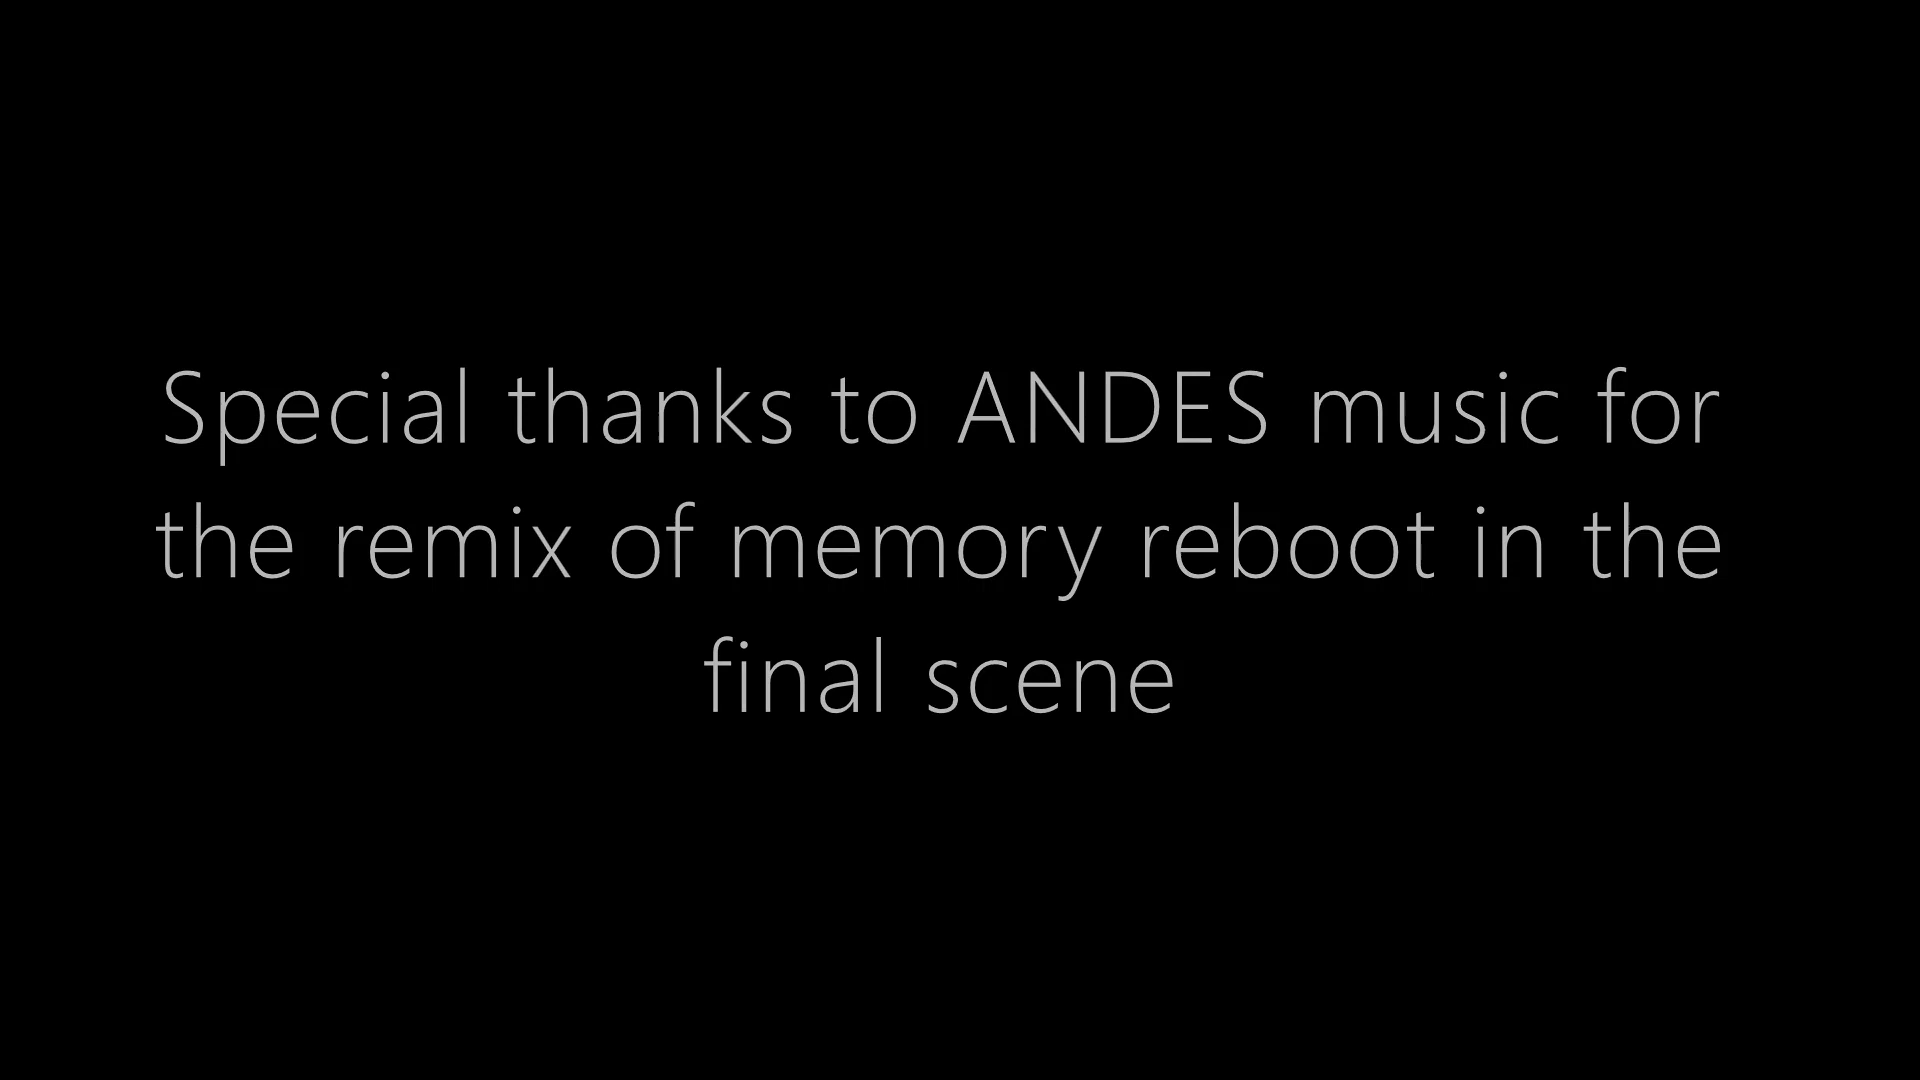 Special thanks to ANDES music for
the remix of memory reboot in the
final scene